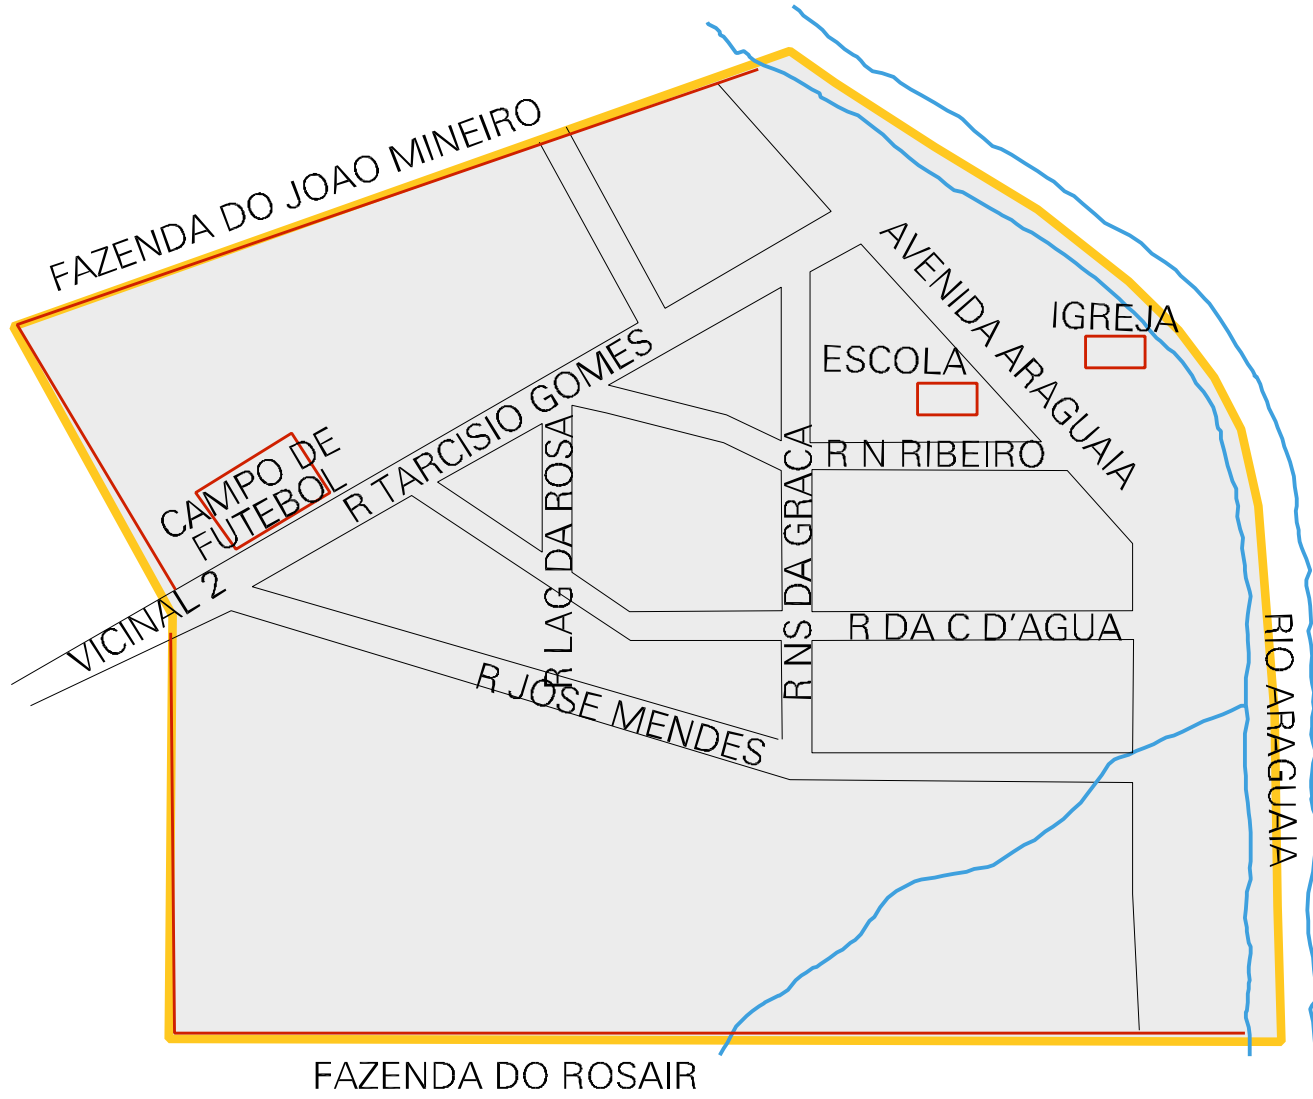 FAZENDA DO JOAO MINEIRO
AVENIDA ARAGUAIA
IGREJA
ESCOLA
R TARCISIO GOMES
CAMPO DE
FUTEBOL
R N RIBEIRO
R LAG DA ROSA
R NS DA GRACA
VICINAL 2
R DA C D'AGUA
R JOSE MENDES
RIO ARAGUAIA
FAZENDA DO ROSAIR